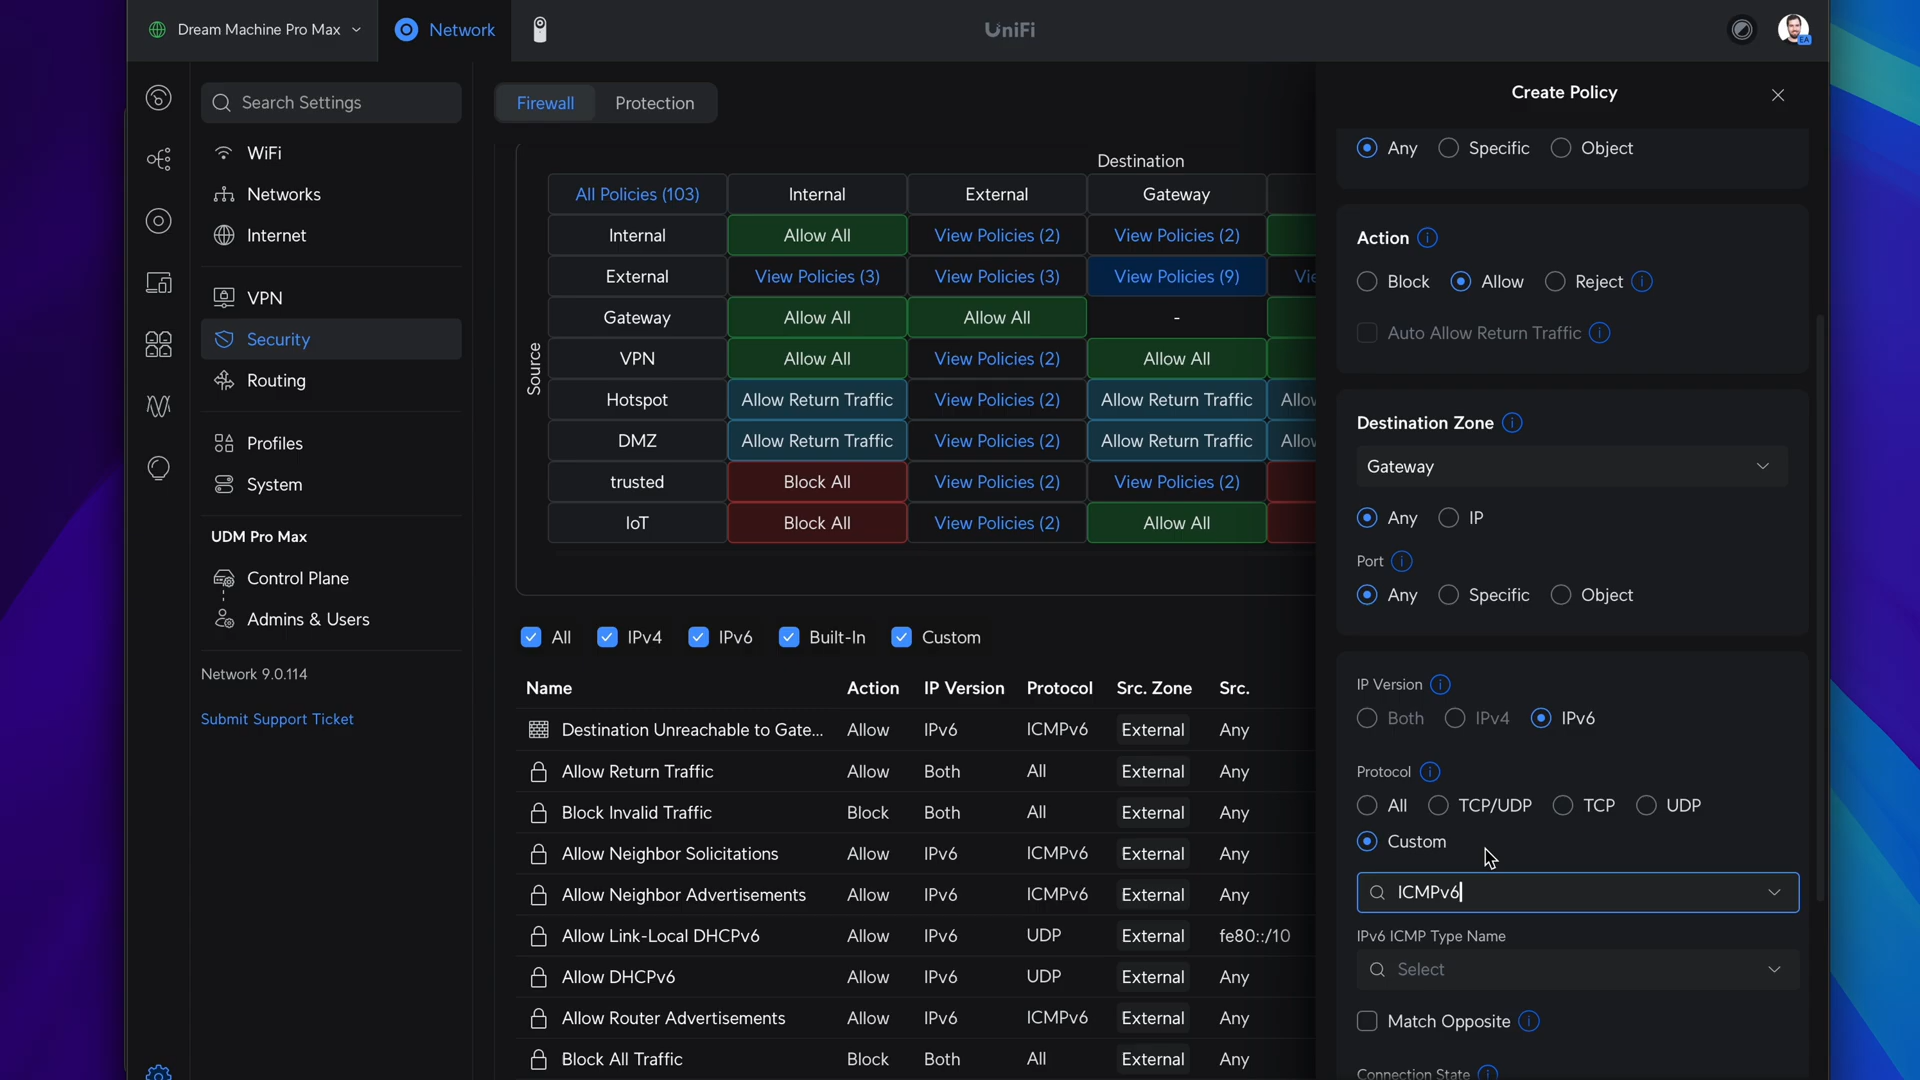 Dream Machine Pro Max
Network
UniFi
EA
Search Settings
WiFi
Networks
Internet
VPN
Security
Routing
Profiles
System
UDM Pro Max
Control Plane
Admins & Users
Network 9.0.114
Submit Support Ticket
Firewall
Protection
Destination
Source
All Policies (103) Internal External Gateway
Internal Allow All View Policies (2) View Policies (2)
External View Policies (3) View Policies (3) View Policies (9) Vie
Gateway Allow All Allow All -
VPN Allow All View Policies (2) Allow All
Hotspot Allow Return Traffic View Policies (2) Allow Return Traffic Allow
DMZ Allow Return Traffic View Policies (2) Allow Return Traffic Allow
trusted Block All View Policies (2) View Policies (2)
IoT Block All View Policies (2) Allow All
All IPv4 IPv6 Built-In Custom
Name Action IP Version Protocol Src. Zone Src.
Destination Unreachable to Gate... Allow IPv6 ICMPv6 External Any
Allow Return Traffic Allow Both All External Any
Block Invalid Traffic Block Both All External Any
Allow Neighbor Solicitations Allow IPv6 ICMPv6 External Any
Allow Neighbor Advertisements Allow IPv6 ICMPv6 External Any
Allow Link-Local DHCPv6 Allow IPv6 UDP External fe80::/10
Allow DHCPv6 Allow IPv6 UDP External Any
Allow Router Advertisements Allow IPv6 ICMPv6 External Any
Block All Traffic Block Both All External Any
Create Policy
Any Specific Object
Action
Block Allow Reject
Auto Allow Return Traffic
Destination Zone
Gateway
Any IP
Port
Any Specific Object
IP Version
Both IPv4 IPv6
Protocol
All TCP/UDP TCP UDP
Custom
ICMPv6
IPv6 ICMP Type Name
Select
Match Opposite
Connection State